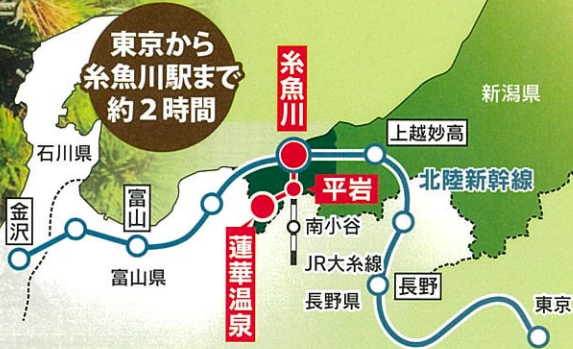 東京から
糸魚川駅まで
約2時間
糸魚川
新潟県
石川県
上越妙高
北陸新幹線
平岩
金沢
富山
蓮華温泉
南小谷
富山県
JR大糸線
長野県
長野
東京